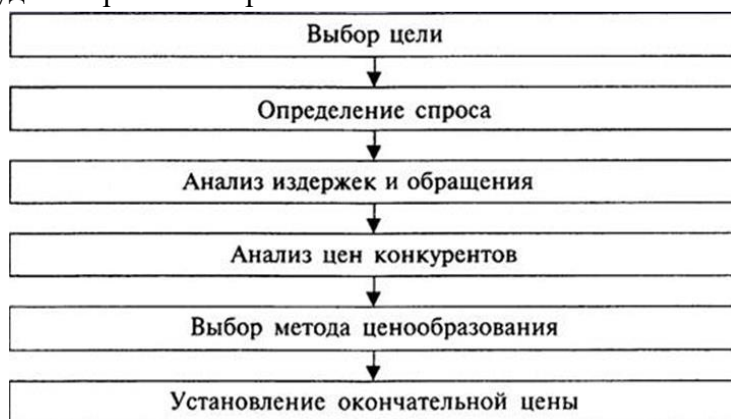 Выбор цели
Определение спроса
Анализ издержек и обращения
Анализ цен конкурентов
Выбор метода ценообразования
Установление окончательной цены